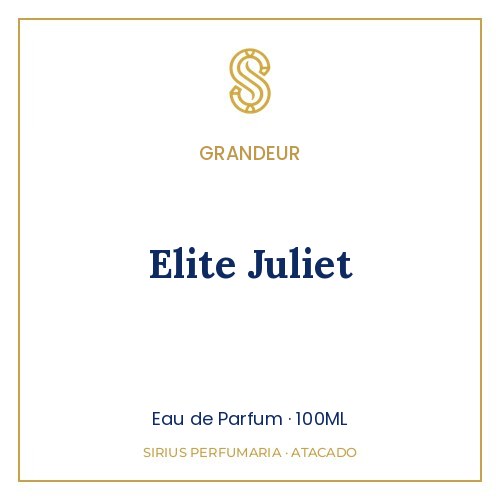 GRANDEUR
Elite Juliet
Eau de Parfum · 100ML
SIRIUS PERFUMARIA · ATACADO